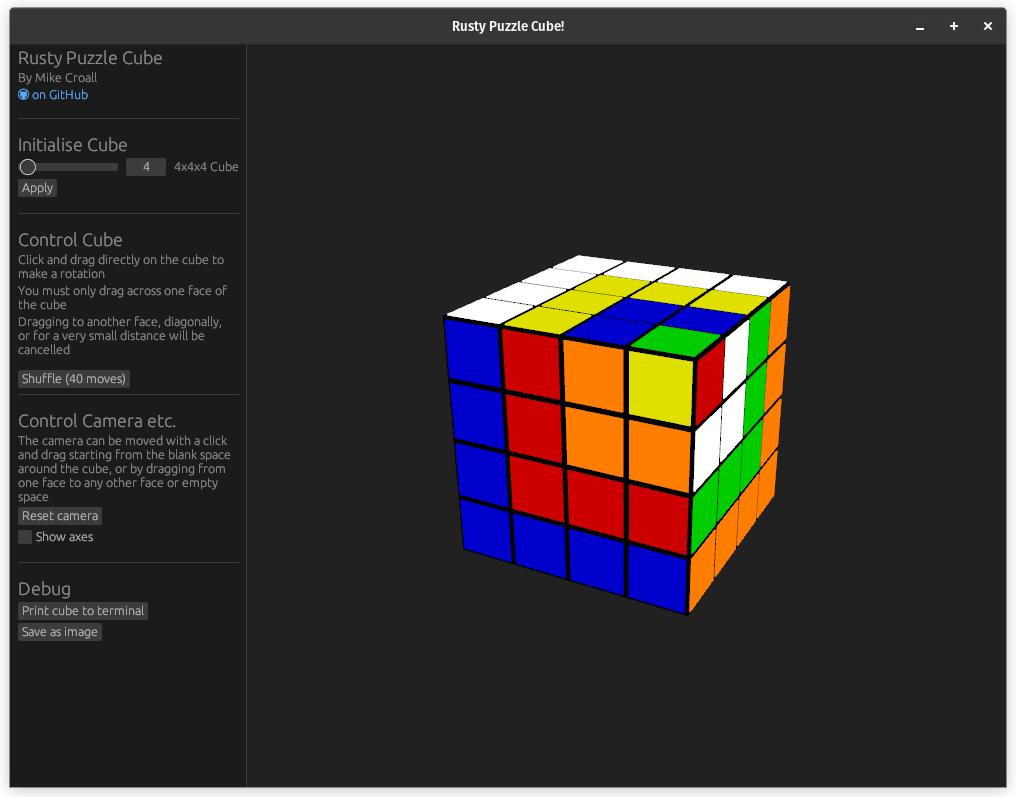 Rusty Puzzle Cube!
Rusty Puzzle Cube
By Mike Croall
on GitHub
Initialise Cube
4 4x4x4 Cube
Apply
Control Cube
Click and drag directly on the cube to
make a rotation
You must only drag across one face of
the cube
Dragging to another face, diagonally,
or for a very small distance will be
cancelled
Shuffle (40 moves)
Control Camera etc.
The camera can be moved with a click
and drag starting from the blank space
around the cube, or by dragging from
one face to any other face or empty
space
Reset camera
Show axes
Debug
Print cube to terminal
Save as image